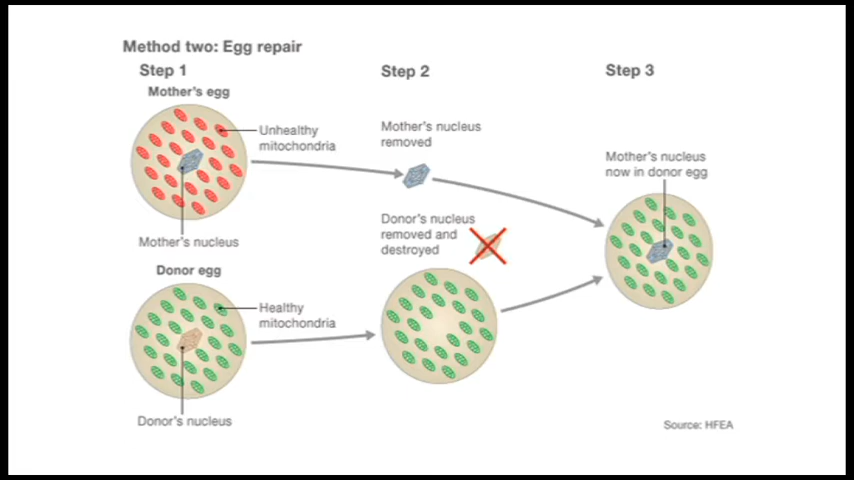 Method two: Egg repair
Step 1
Mother's egg
Unhealthy
mitochondria
Mother's nucleus
Donor egg
Healthy
mitochondria
Donor's nucleus
Step 2
Mother's nucleus
removed
Donor's nucleus
removed and
destroyed
Step 3
Mother's nucleus
now in donor egg
Source: HFEA